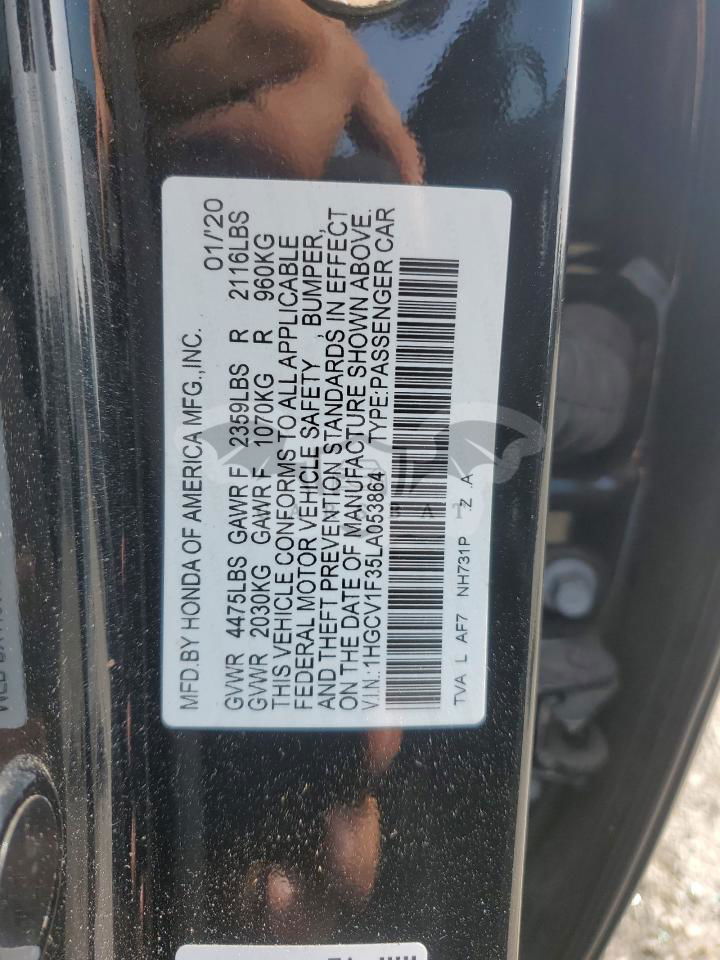 MFD.BY HONDA OF AMERICA MFG.,INC. 01/'20
GVWR 4475LBS GAWR F 2359LBS R 2116LBS
GVWR 2030KG GAWR F 1070KG R 960KG
THIS VEHICLE CONFORMS TO ALL APPLICABLE
FEDERAL MOTOR VEHICLE SAFETY , BUMPER,
AND THEFT PREVENTION STANDARDS IN EFFECT
ON THE DATE OF MANUFACTURE SHOWN ABOVE.
V.I.N.:1HGCV1F35LA053864 TYPE:PASSENGER CAR
TVA L AF7 NH731P Z A